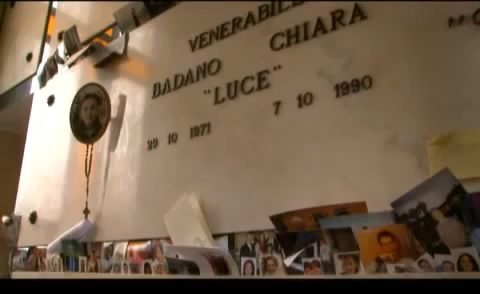 VENERABILE
BADANO CHIARA
"LUCE"
29 10 1971 7 10 1990